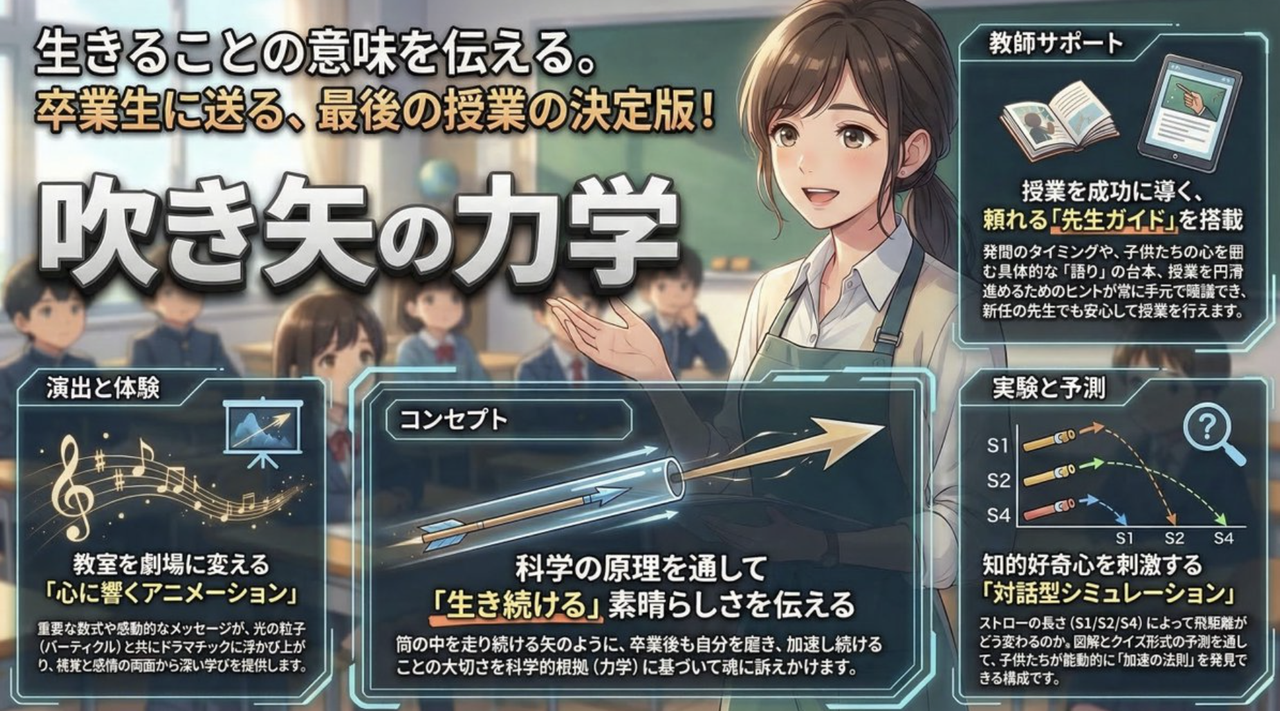 生きることの意味を伝える。
卒業生に送る、最後の授業の決定版！
吹き矢の力学
教師サポート
授業を成功に導く、
頼れる「先生ガイド」を搭載
発間のタイミングや、子供たちの心を囲
む具体的な「語り」の台本、授業を円滑
進めるためのヒントが常に手元で確議でき、
新任の先生でも安心して授業を行えます。
演出と体験
教室を劇場に変える
「心に響くアニメーション」
重要な数式や感動的なメッセージが、光の粒子
(パーティクル)と共にドラマチックに浮かび上が
り、視覚と感情の両面から深い学びを提供します。
コンセプト
科学の原理を通して
「生き続ける」素晴らしさを伝える
筒の中を走り続ける矢のように、卒業後も自分を磨き、加速し続ける
ことの大切さを科学的根拠（力学）に基づいて魂に訴えかけます。
実験と予測
S1
S2
S4
S1 S2 S4
?
知的好奇心を刺激する
「対話型シミュレーション」
ストローの長さ（S1/S2/S4）によって飛距離が
どう変わるのか。図解とクイズ形式の予測を通し
て、子供たちが能動的に「加速の法則」を発見で
きる構成です。